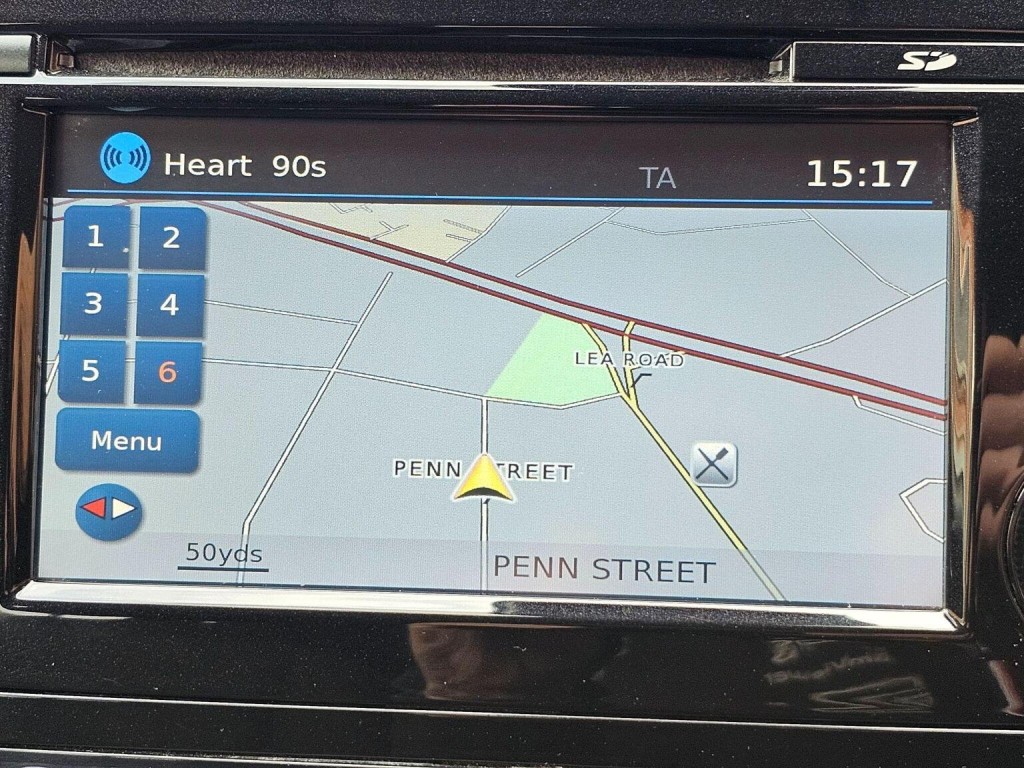 SD
Heart 90s
TA
15:17
1
2
3
4
5
6
LEA ROAD
Menu
PENN STREET
50yds
PENN STREET